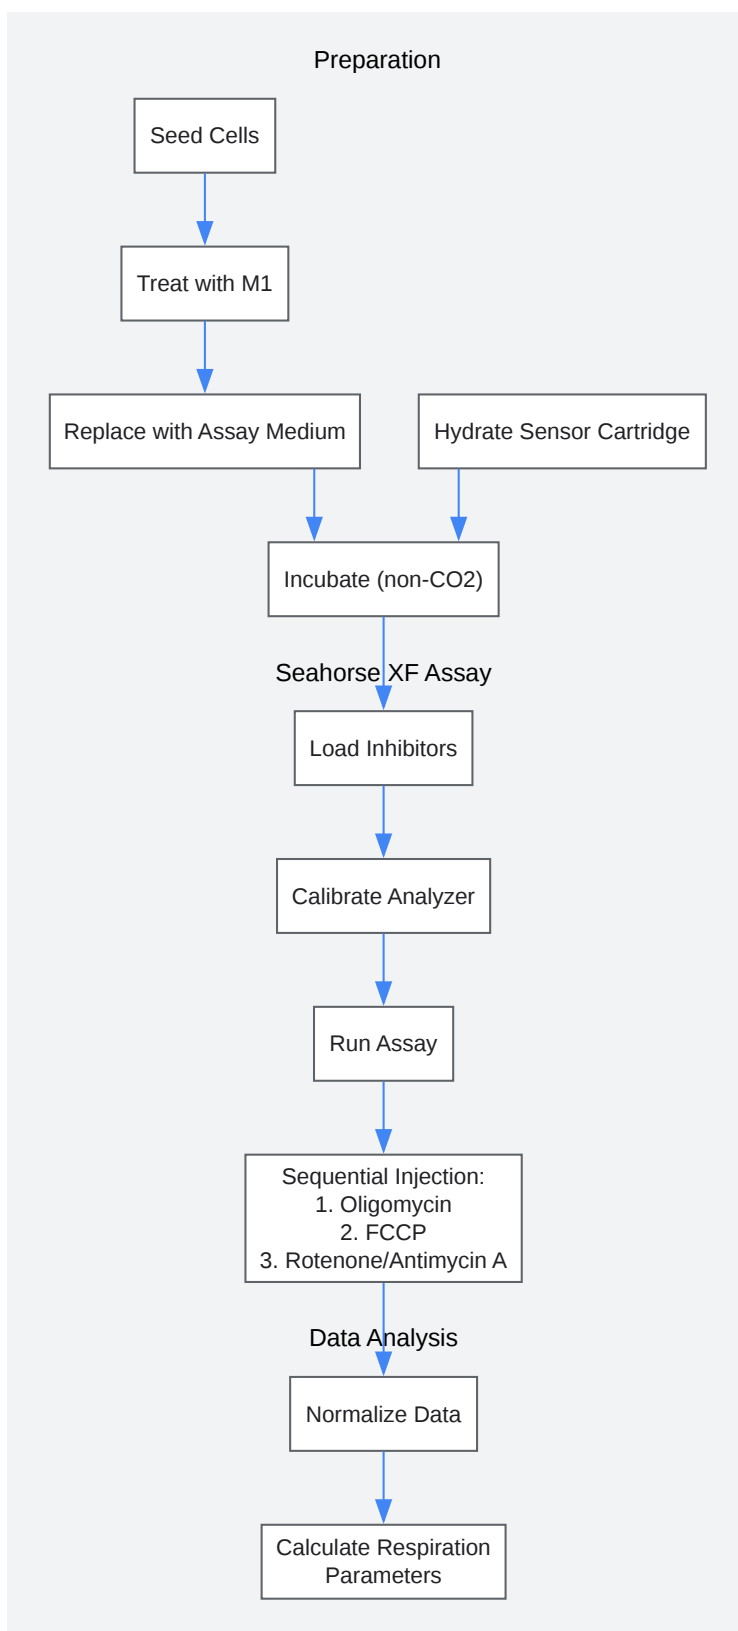 Preparation
Seed Cells
Treat with M1
Replace with Assay Medium
Hydrate Sensor Cartridge
Incubate (non-CO2)
Seahorse XF Assay
Load Inhibitors
Calibrate Analyzer
Run Assay
Sequential Injection:
1. Oligomycin
2. FCCP
3. Rotenone/Antimycin A
Data Analysis
Normalize Data
Calculate Respiration
Parameters